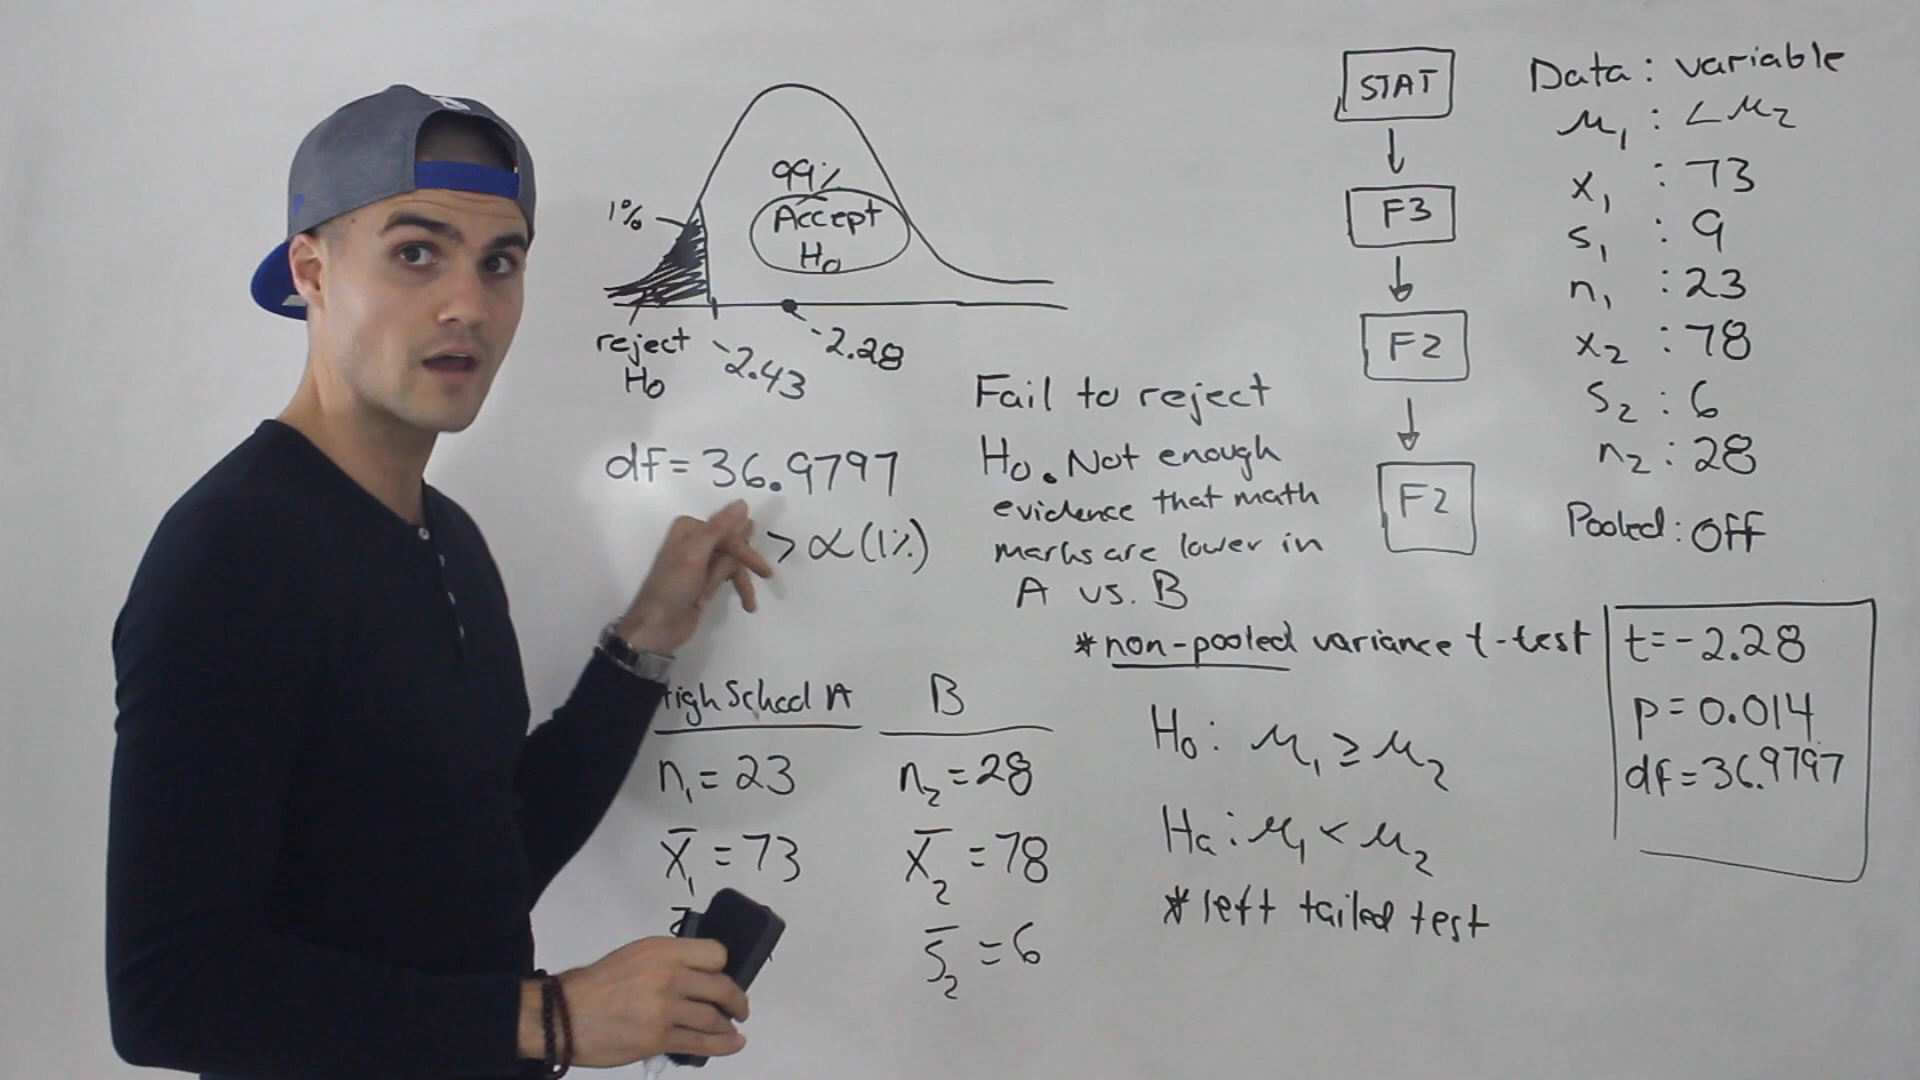 99%
Accept
H0
1%
reject
H0
-2.43
-2.28
df = 36.9797
> α (1%)
Fail to reject
H0. Not enough
evidence that math
marks are lower in
A vs. B
STAT
F3
F2
F2
Data: variable
μ1 : < μ2
x1 : 73
s1 : 9
n1 : 23
x2 : 78
s2 : 6
n2 : 28
Pooled: Off
* non-pooled variance t-test
t = -2.28
p = 0.014
df = 36.9797
High School A
n1 = 23
x̄1 = 73
B
n2 = 28
x̄2 = 78
s̄2 = 6
H0: μ1 ≥ μ2
Ha: μ1 < μ2
* left tailed test